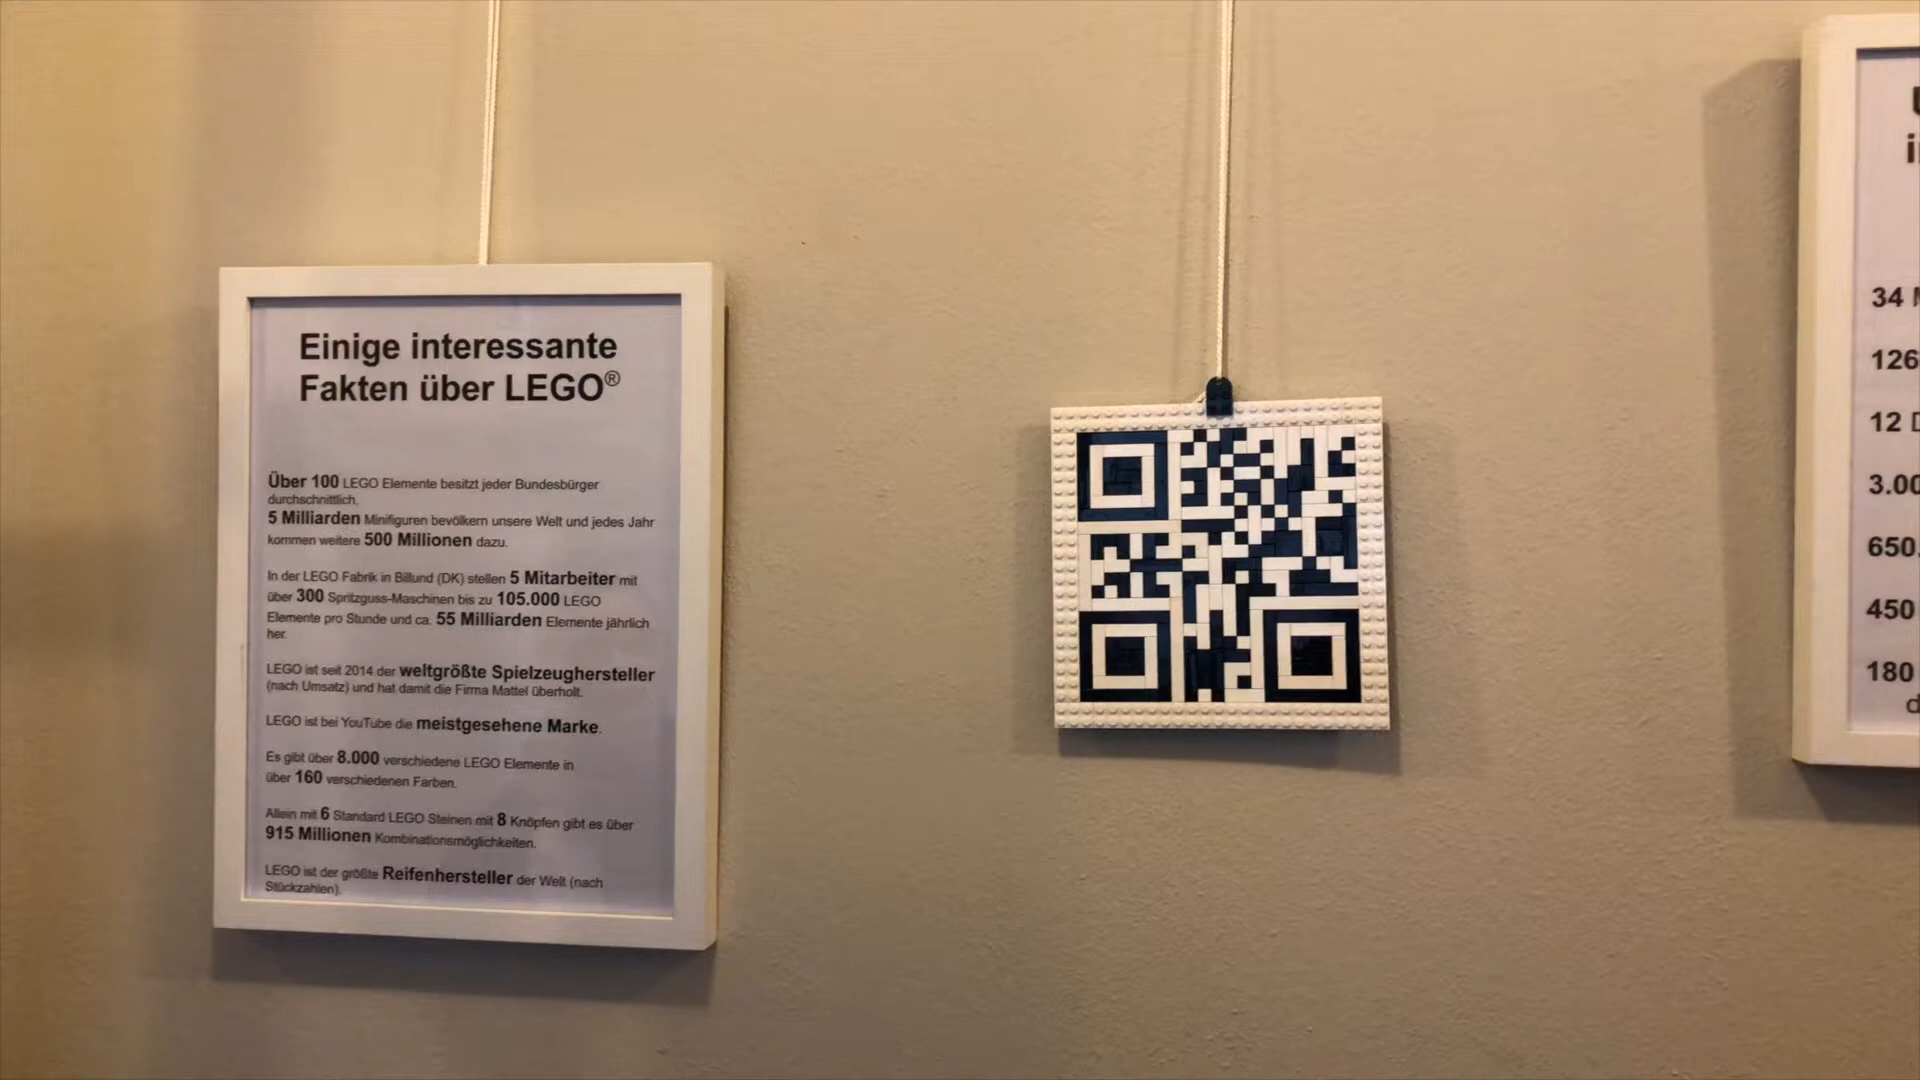 Einige interessante
Fakten über LEGO®
Über 100 LEGO Elemente besitzt jeder Bundesbürger
durchschnittlich.
5 Milliarden Minifiguren bevölkern unsere Welt und jedes Jahr
kommen weitere 500 Millionen dazu.
In der LEGO Fabrik in Billund (DK) stellen 5 Mitarbeiter mit
über 300 Spritzguss-Maschinen bis zu 105.000 LEGO
Elemente pro Stunde und ca. 55 Milliarden Elemente jährlich
her.
LEGO ist seit 2014 der weltgrößte Spielzeughersteller
(nach Umsatz) und hat damit die Firma Mattel überholt.
LEGO ist bei YouTube die meistgesehene Marke.
Es gibt über 8.000 verschiedene LEGO Elemente in
über 160 verschiedenen Farben.
Allein mit 6 Standard LEGO Steinen mit 8 Knöpfen gibt es über
915 Millionen Kombinationsmöglichkeiten.
LEGO ist der größte Reifenhersteller der Welt (nach
Stückzahlen).
34
126
12
3.00
650.
450
180